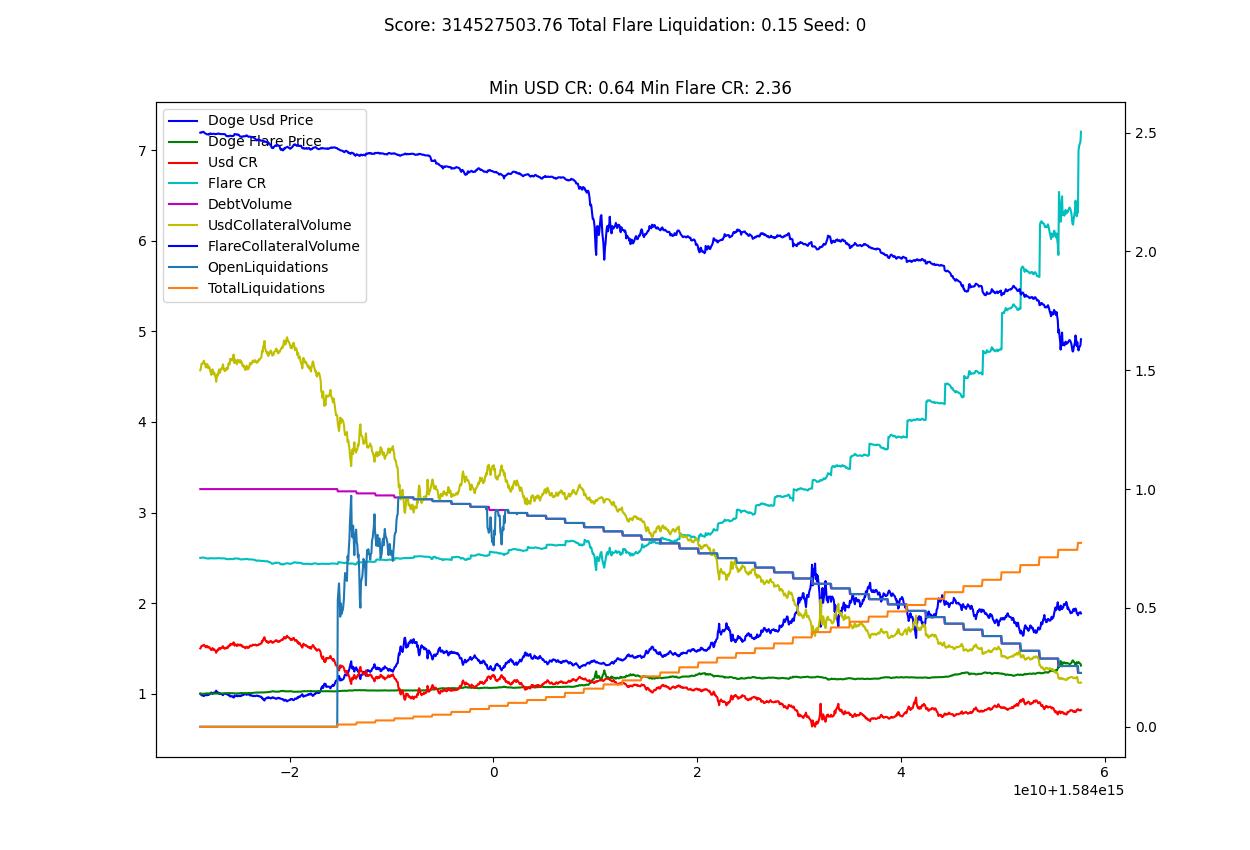 Score: 314527503.76 Total Flare Liquidation: 0.15 Seed: 0
Min USD CR: 0.64 Min Flare CR: 2.36
Doge Usd Price
Doge Flare Price
Usd CR
Flare CR
DebtVolume
UsdCollateralVolume
FlareCollateralVolume
OpenLiquidations
TotalLiquidations
7
6
5
4
3
2
1
2.5
2.0
1.5
1.0
0.5
0.0
−2 0 2 4 6
1e10+1.584e15